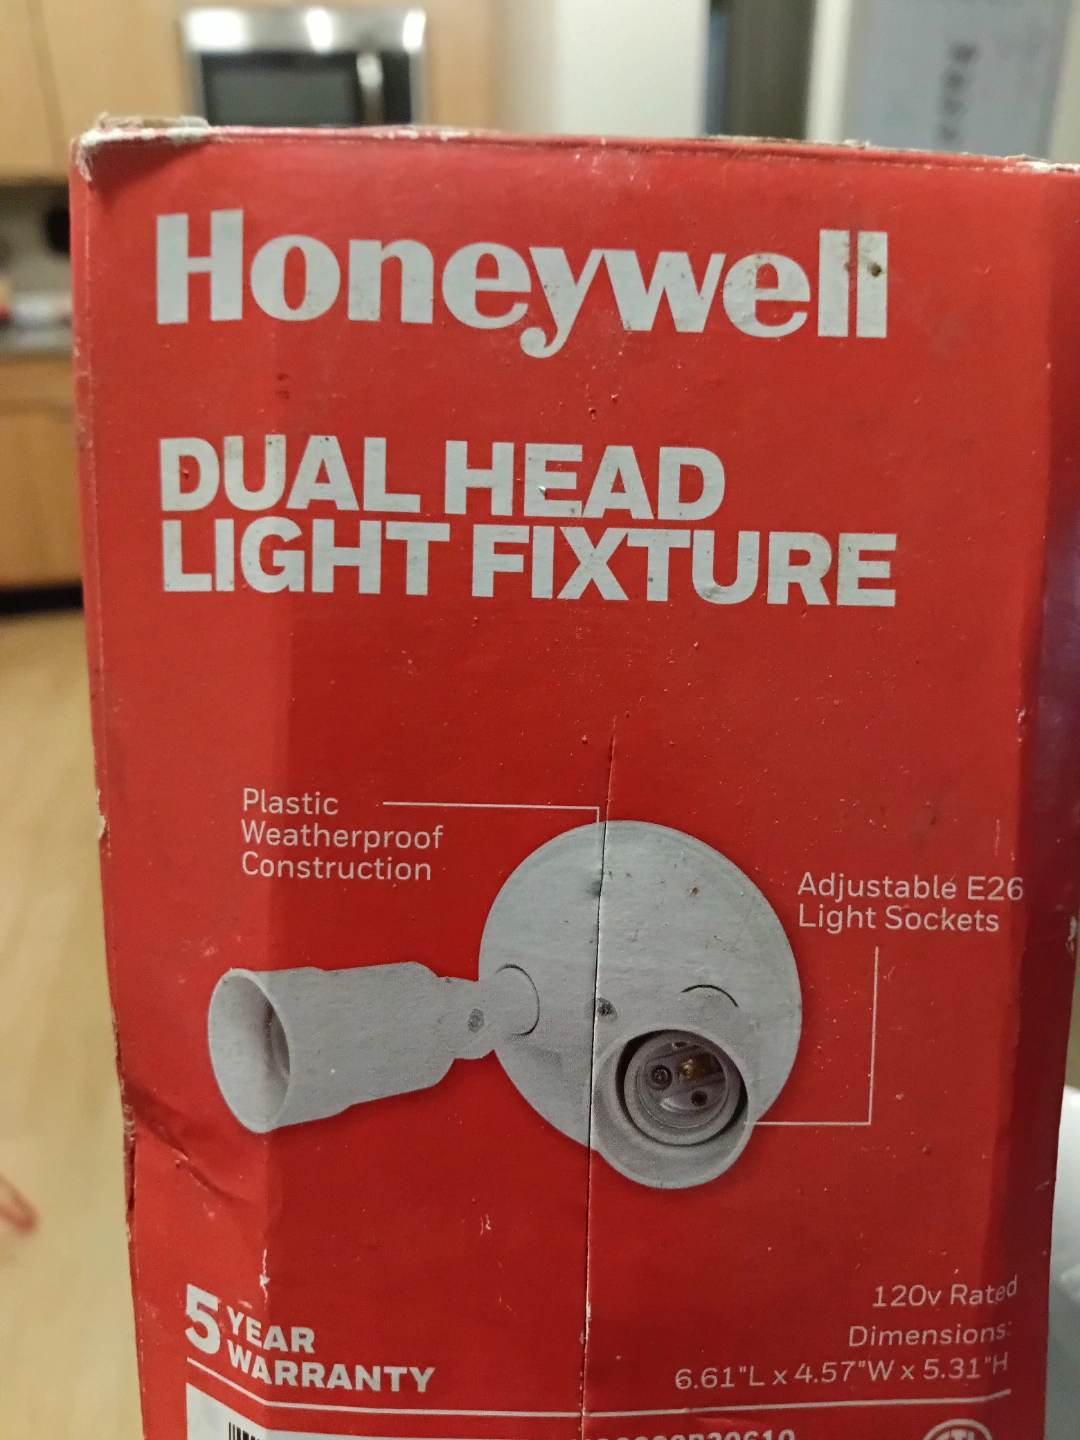 Honeywell
DUAL HEAD
LIGHT FIXTURE
Plastic
Weatherproof
Construction
Adjustable E26
Light Sockets
5 YEAR
WARRANTY
120v Rated
Dimensions:
6.61"L x 4.57"W x 5.31"H